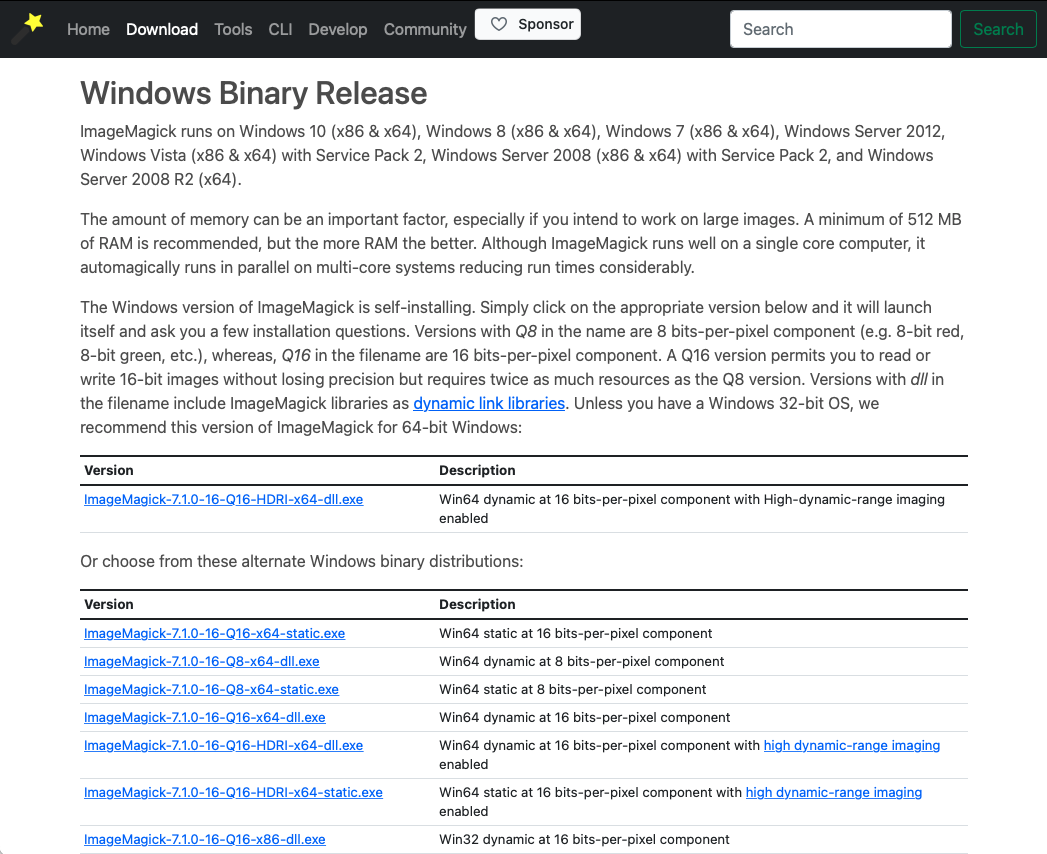 Home Download Tools CLI Develop Community Sponsor Search Search
Windows Binary Release
ImageMagick runs on Windows 10 (x86 & x64), Windows 8 (x86 & x64), Windows 7 (x86 & x64), Windows Server 2012,
Windows Vista (x86 & x64) with Service Pack 2, Windows Server 2008 (x86 & x64) with Service Pack 2, and Windows
Server 2008 R2 (x64).
The amount of memory can be an important factor, especially if you intend to work on large images. A minimum of 512 MB
of RAM is recommended, but the more RAM the better. Although ImageMagick runs well on a single core computer, it
automagically runs in parallel on multi-core systems reducing run times considerably.
The Windows version of ImageMagick is self-installing. Simply click on the appropriate version below and it will launch
itself and ask you a few installation questions. Versions with Q8 in the name are 8 bits-per-pixel component (e.g. 8-bit red,
8-bit green, etc.), whereas, Q16 in the filename are 16 bits-per-pixel component. A Q16 version permits you to read or
write 16-bit images without losing precision but requires twice as much resources as the Q8 version. Versions with dll in
the filename include ImageMagick libraries as dynamic link libraries. Unless you have a Windows 32-bit OS, we
recommend this version of ImageMagick for 64-bit Windows:
Version Description
ImageMagick-7.1.0-16-Q16-HDRI-x64-dll.exe Win64 dynamic at 16 bits-per-pixel component with High-dynamic-range imaging
enabled
Or choose from these alternate Windows binary distributions:
Version Description
ImageMagick-7.1.0-16-Q16-x64-static.exe Win64 static at 16 bits-per-pixel component
ImageMagick-7.1.0-16-Q8-x64-dll.exe Win64 dynamic at 8 bits-per-pixel component
ImageMagick-7.1.0-16-Q8-x64-static.exe Win64 static at 8 bits-per-pixel component
ImageMagick-7.1.0-16-Q16-x64-dll.exe Win64 dynamic at 16 bits-per-pixel component
ImageMagick-7.1.0-16-Q16-HDRI-x64-dll.exe Win64 dynamic at 16 bits-per-pixel component with high dynamic-range imaging
enabled
ImageMagick-7.1.0-16-Q16-HDRI-x64-static.exe Win64 static at 16 bits-per-pixel component with high dynamic-range imaging
enabled
ImageMagick-7.1.0-16-Q16-x86-dll.exe Win32 dynamic at 16 bits-per-pixel component